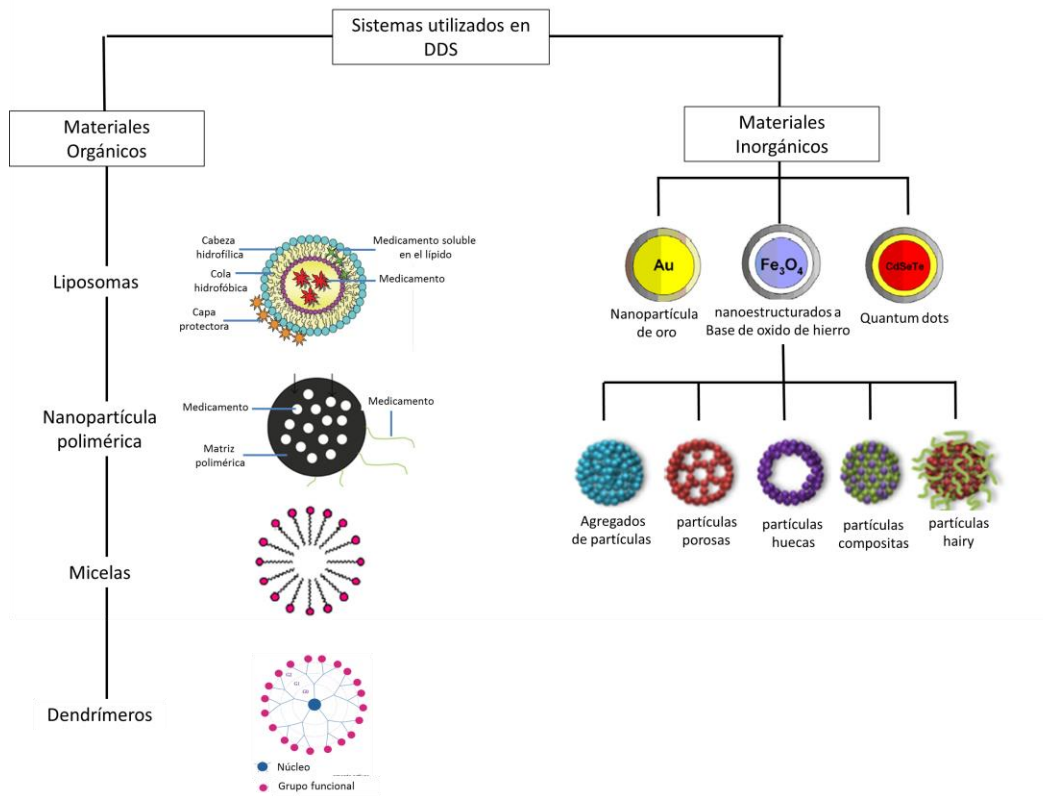 Sistemas utilizados en
DDS
Materiales
Orgánicos
Materiales
Inorgánicos
Liposomas
Cabeza
hidrofílica
Cola
hidrofóbica
Capa
protectora
Medicamento soluble
en el lípido
Medicamento
Au
Fe₃O₄
CdSeTe
Nanopartícula
de oro
nanoestructurados a
Base de oxido de hierro
Quantum dots
Nanopartícula
polimérica
Medicamento
Matriz
polimérica
Medicamento
Agregados
de partículas
partículas
porosas
partículas
huecas
partículas
compositas
partículas
hairy
Micelas
Dendrímeros
G2
G1
G0
Núcleo
Grupo funcional